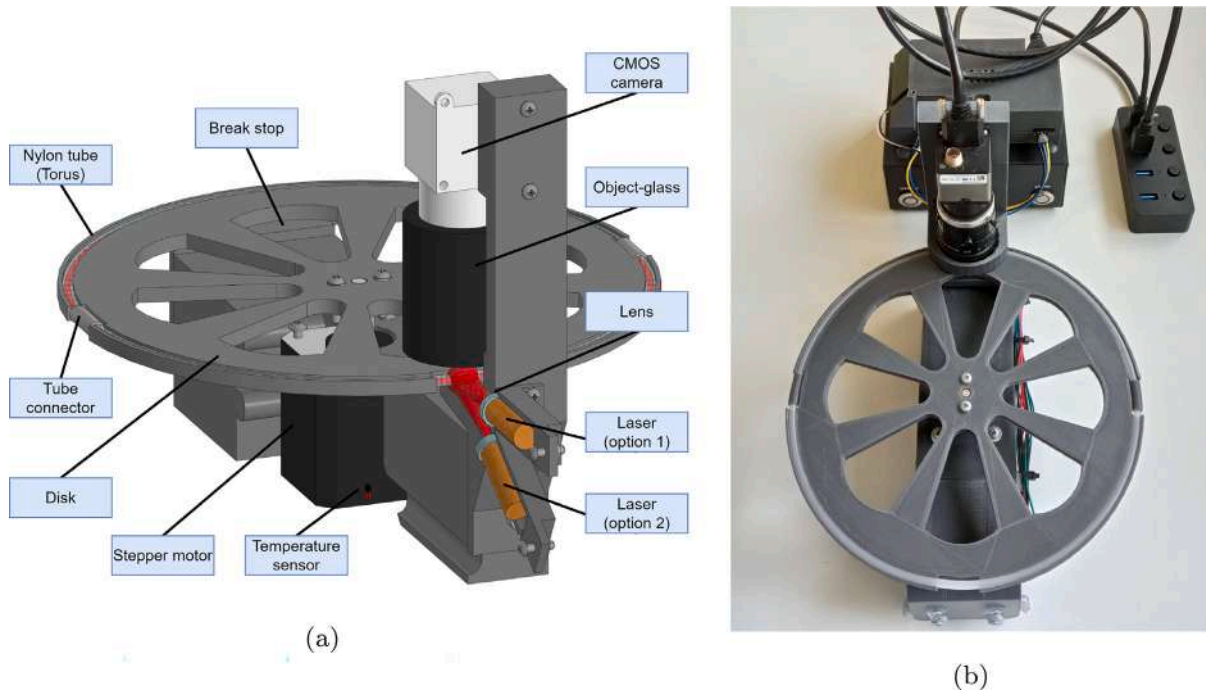 CMOS
camera
Break stop
Nylon tube
(Torus)
Object-glass
Lens
Tube
connector
Laser
(option 1)
Disk
Laser
(option 2)
Stepper motor
Temperature
sensor
(a)
(b)